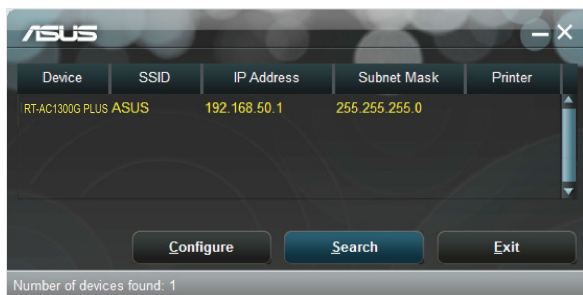 ASUS
Device SSID IP Address Subnet Mask Printer
RT-AC1300G PLUS ASUS 192.168.50.1 255.255.255.0
Configure Search Exit
Number of devices found: 1